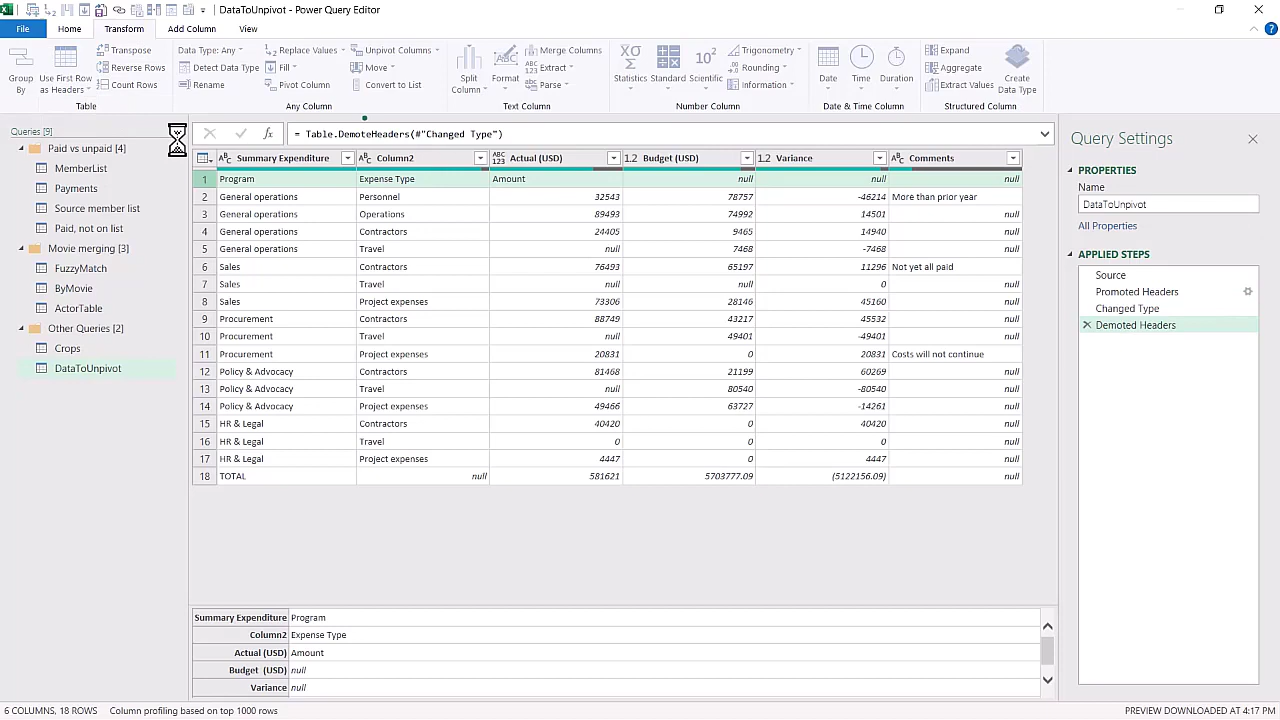 DataToUnpivot - Power Query Editor
File Home Transform Add Column View
Group By
Use First Row as Headers
Transpose
Reverse Rows
Count Rows
Table
Data Type: Any
Detect Data Type
Rename
Replace Values
Fill
Pivot Column
Unpivot Columns
Move
Convert to List
Any Column
Split Column
Format
Merge Columns
Extract
Parse
Text Column
Statistics
Standard
Scientific
Trigonometry
Rounding
Information
Number Column
Date
Time
Duration
Date & Time Column
Expand
Aggregate
Extract Values
Create Data Type
Structured Column
Queries [9]
Paid vs unpaid [4]
MemberList
Payments
Source member list
Paid, not on list
Movie merging [3]
FuzzyMatch
ByMovie
ActorTable
Other Queries [2]
Crops
DataToUnpivot
= Table.DemoteHeaders(#"Changed Type")
Summary Expenditure Column2 Actual (USD) Budget (USD) Variance Comments
1 Program Expense Type Amount null null null
2 General operations Personnel 32543 78757 -46214 More than prior year
3 General operations Operations 89493 74992 14501 null
4 General operations Contractors 24405 9465 14940 null
5 General operations Travel null 7468 -7468 null
6 Sales Contractors 76493 65197 11296 Not yet all paid
7 Sales Travel null null 0 null
8 Sales Project expenses 73306 28146 45160 null
9 Procurement Contractors 88749 43217 45532 null
10 Procurement Travel null 49401 -49401 null
11 Procurement Project expenses 20831 0 20831 Costs will not continue
12 Policy & Advocacy Contractors 81468 21199 60269 null
13 Policy & Advocacy Travel null 80540 -80540 null
14 Policy & Advocacy Project expenses 49466 63727 -14261 null
15 HR & Legal Contractors 40420 0 40420 null
16 HR & Legal Travel 0 0 0 null
17 HR & Legal Project expenses 4447 0 4447 null
18 TOTAL null 581621 5703777.09 (5122156.09) null
Summary Expenditure Program
Column2 Expense Type
Actual (USD) Amount
Budget (USD) null
Variance null
Query Settings
PROPERTIES
Name
DataToUnpivot
All Properties
APPLIED STEPS
Source
Promoted Headers
Changed Type
Demoted Headers
6 COLUMNS, 18 ROWS Column profiling based on top 1000 rows PREVIEW DOWNLOADED AT 4:17 PM